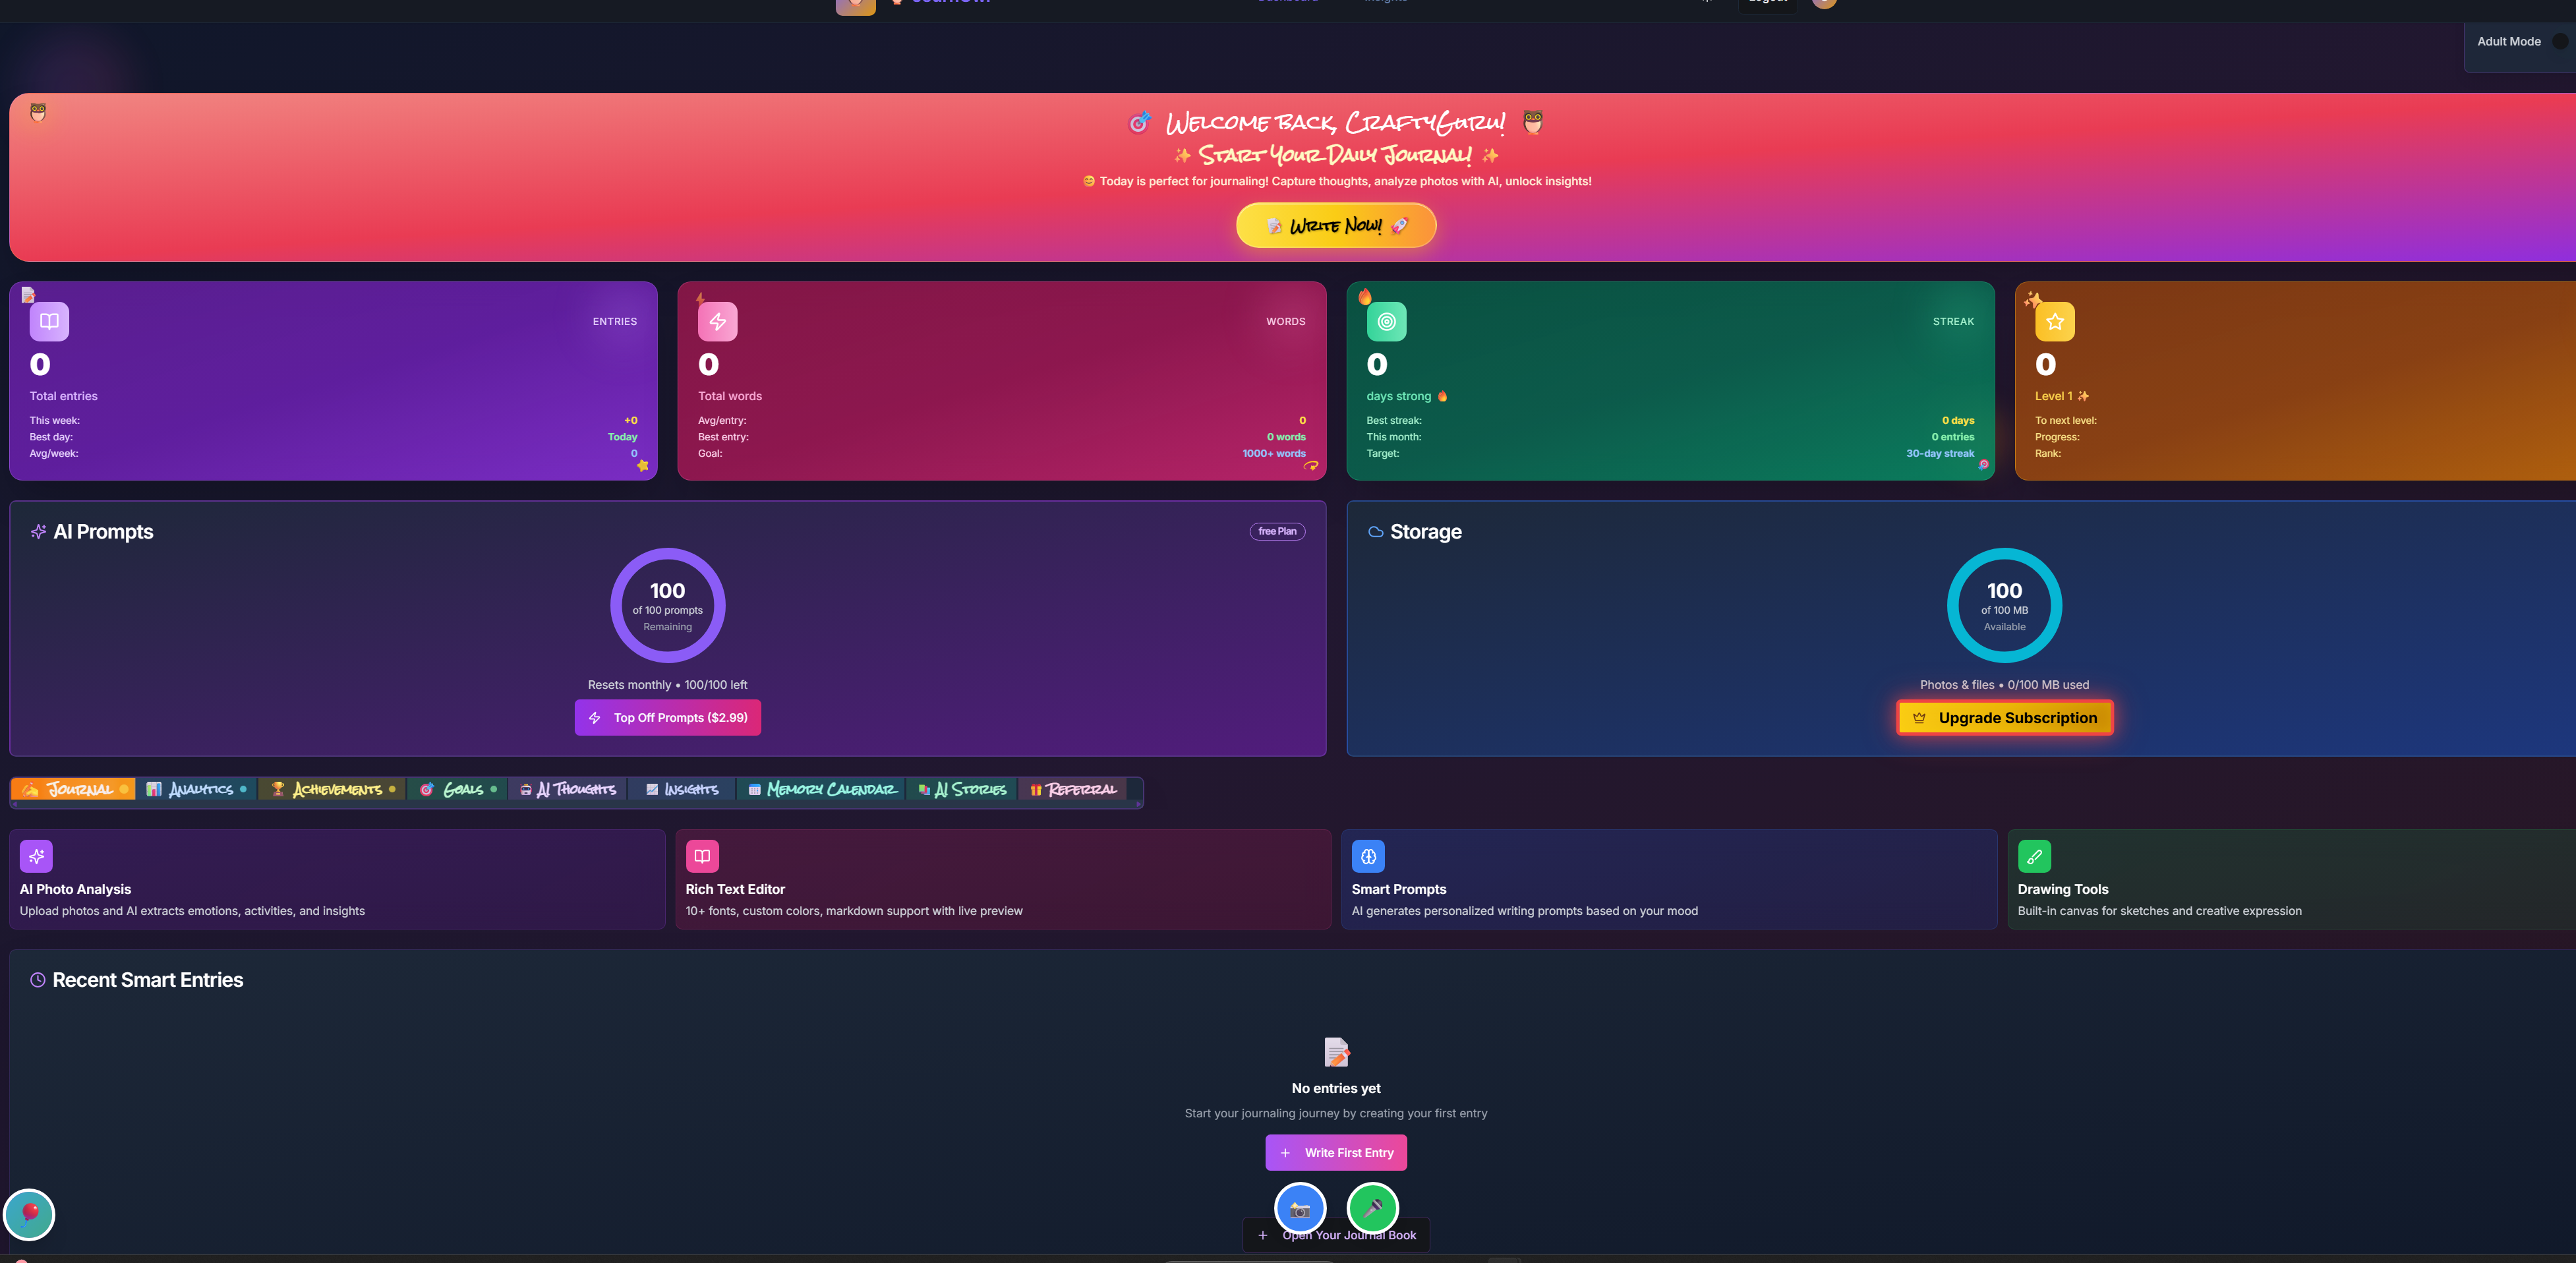 Adult Mode
Welcome back, CraftyGuru!
Start Your Daily Journal!
Today is perfect for journaling! Capture thoughts, analyze photos with AI, unlock insights!
Write Now!
ENTRIES
0
Total entries
This week: +0
Best day: Today
Avg/week: 0
WORDS
0
Total words
Avg/entry: 0
Best entry: 0 words
Goal: 1000+ words
STREAK
0
days strong
Best streak: 0 days
This month: 0 entries
Target: 30-day streak
0
Level 1
To next level:
Progress:
Rank:
AI Prompts
free Plan
100
of 100 prompts
Remaining
Resets monthly • 100/100 left
Top Off Prompts ($2.99)
Storage
100
of 100 MB
Available
Photos & files • 0/100 MB used
Upgrade Subscription
Journal Analytics Achievements Goals AI Thoughts Insights Memory Calendar AI Stories Referral
AI Photo Analysis
Upload photos and AI extracts emotions, activities, and insights
Rich Text Editor
10+ fonts, custom colors, markdown support with live preview
Smart Prompts
AI generates personalized writing prompts based on your mood
Drawing Tools
Built-in canvas for sketches and creative expression
Recent Smart Entries
No entries yet
Start your journaling journey by creating your first entry
Write First Entry
Open Your Journal Book